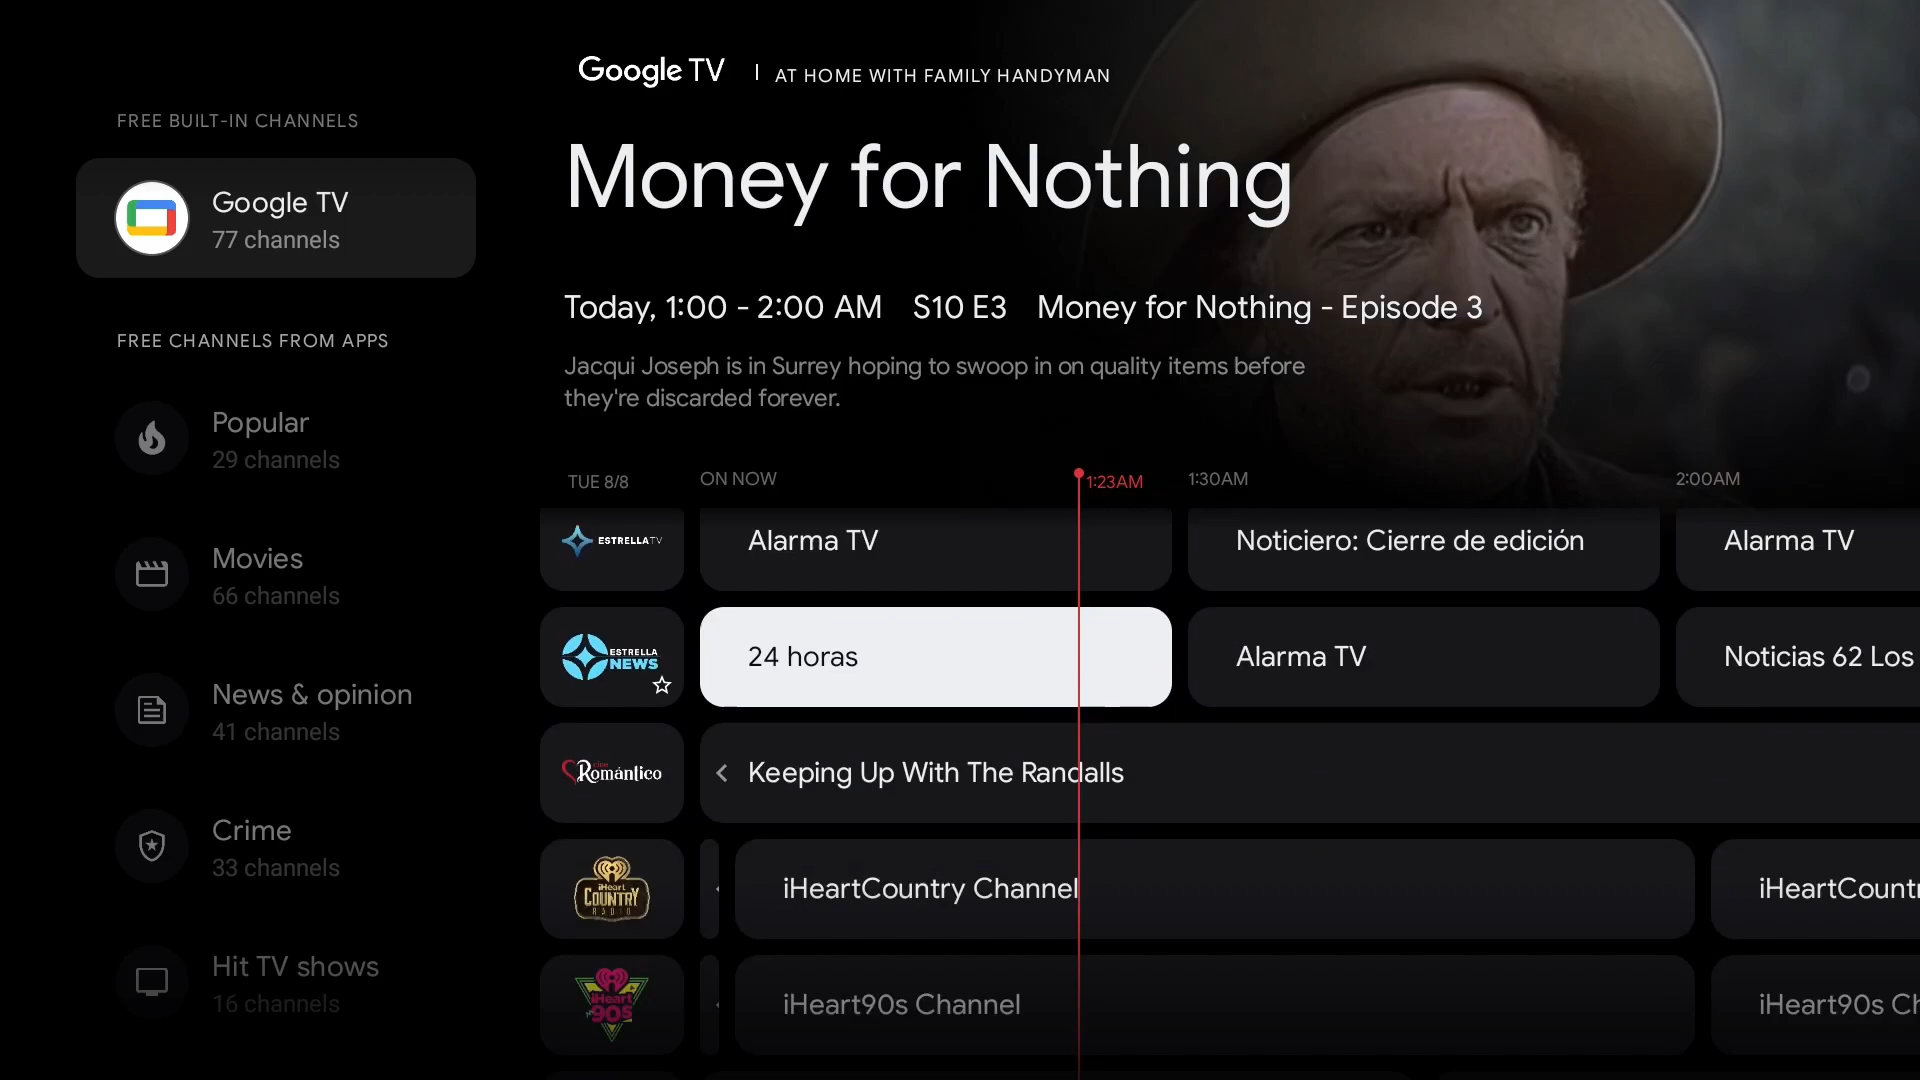 Google TV | AT HOME WITH FAMILY HANDYMAN
FREE BUILT-IN CHANNELS
Google TV
77 channels
FREE CHANNELS FROM APPS
Popular
29 channels
Movies
66 channels
News & opinion
41 channels
Crime
33 channels
Hit TV shows
16 channels
Money for Nothing
Today, 1:00 - 2:00 AM S10 E3 Money for Nothing - Episode 3
Jacqui Joseph is in Surrey hoping to swoop in on quality items before
they're discarded forever.
TUE 8/8 ON NOW 1:23AM 1:30AM 2:00AM
ESTRELLATV Alarma TV Noticiero: Cierre de edición Alarma TV
ESTRELLA
NEWS
24 horas Alarma TV Noticias 62 Los
Romántico Keeping Up With The Randalls
iHeart
COUNTRY
RADIO
iHeartCountry Channel iHeartCountr
iHeart
90s
iHeart90s Channel iHeart90s Ch